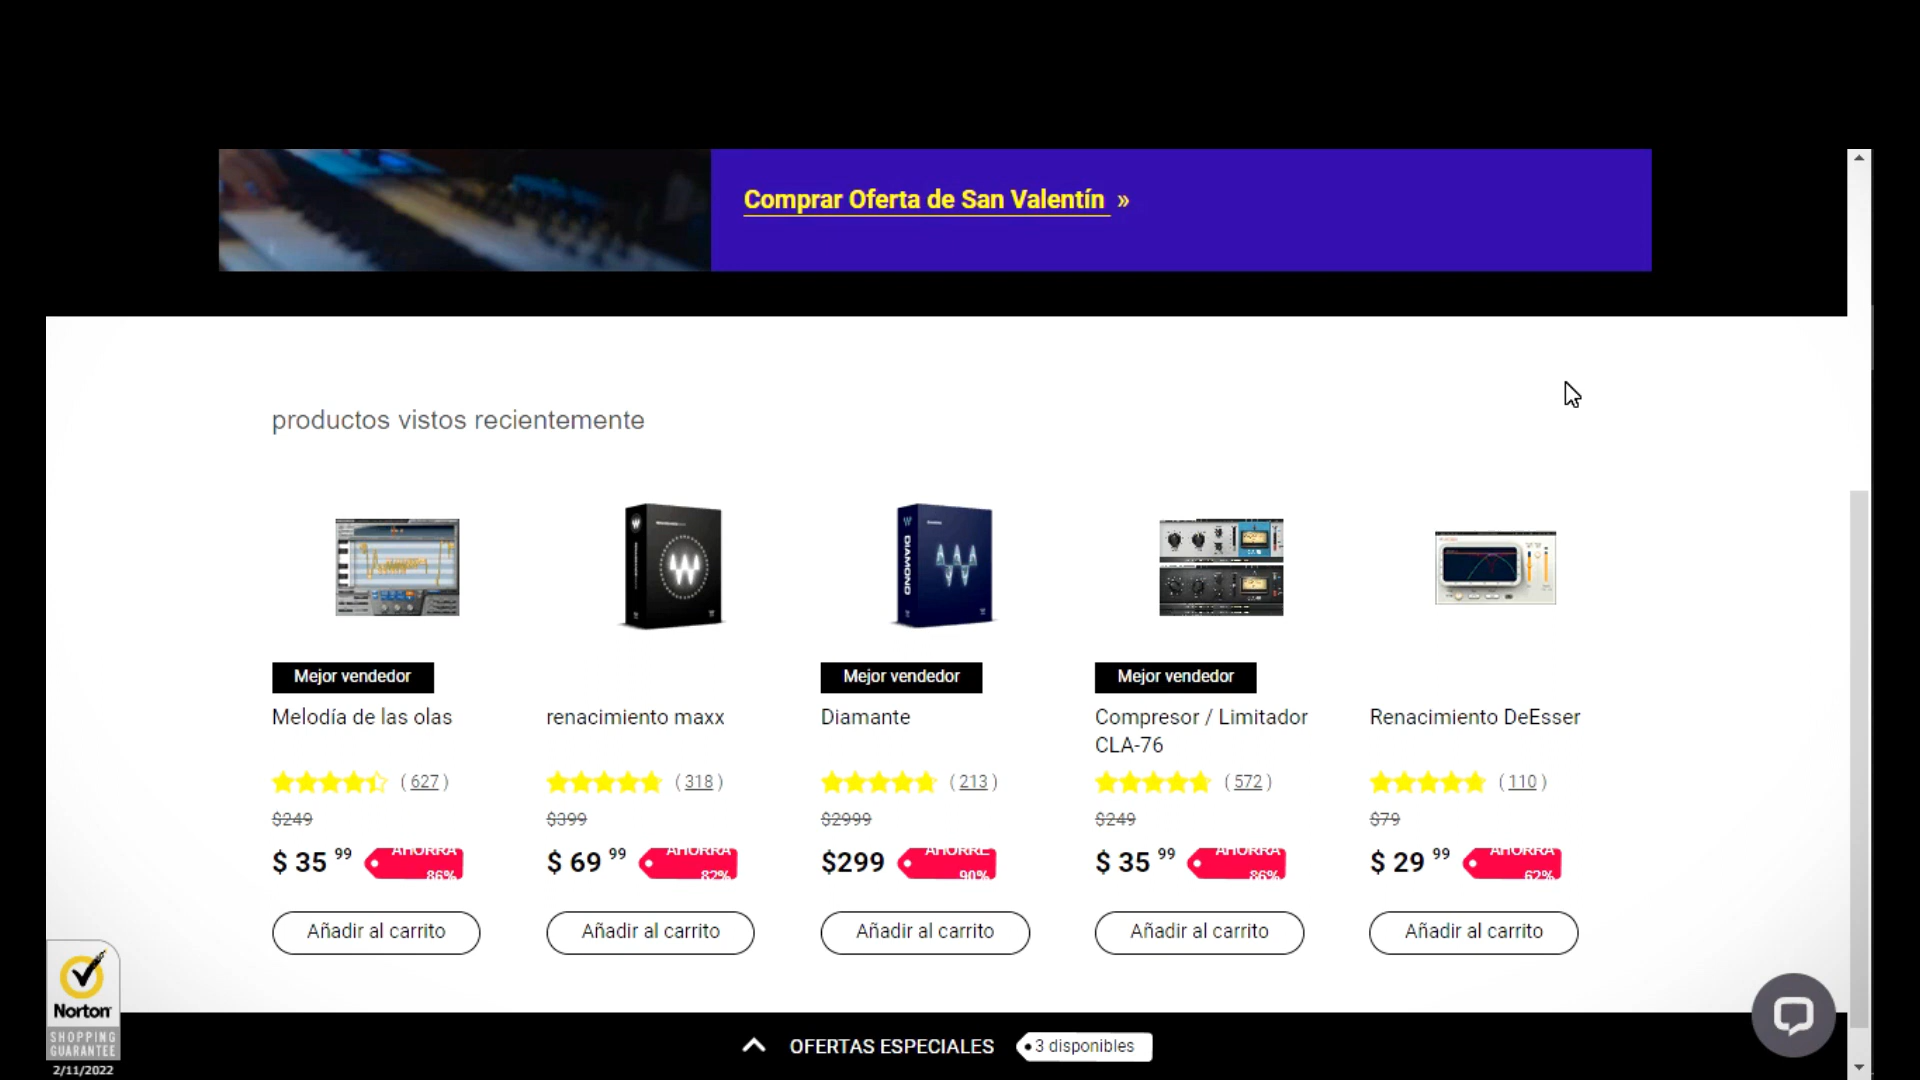 Comprar Oferta de San Valentín »
productos vistos recientemente
DIAMOND
Mejor vendedor
Melodía de las olas
( 627 )
$249
$ 35 99
AHORRA
86%
Añadir al carrito
renacimiento maxx
( 318 )
$399
$ 69 99
AHORRA
82%
Añadir al carrito
Mejor vendedor
Diamante
( 213 )
$2999
$299
AHORRE
90%
Añadir al carrito
Mejor vendedor
Compresor / Limitador
CLA-76
( 572 )
$249
$ 35 99
AHORRA
86%
Añadir al carrito
Renacimiento DeEsser
( 110 )
$79
$ 29 99
AHORRA
62%
Añadir al carrito
Norton
SHOPPING
GUARANTEE
2/11/2022
OFERTAS ESPECIALES
3 disponibles